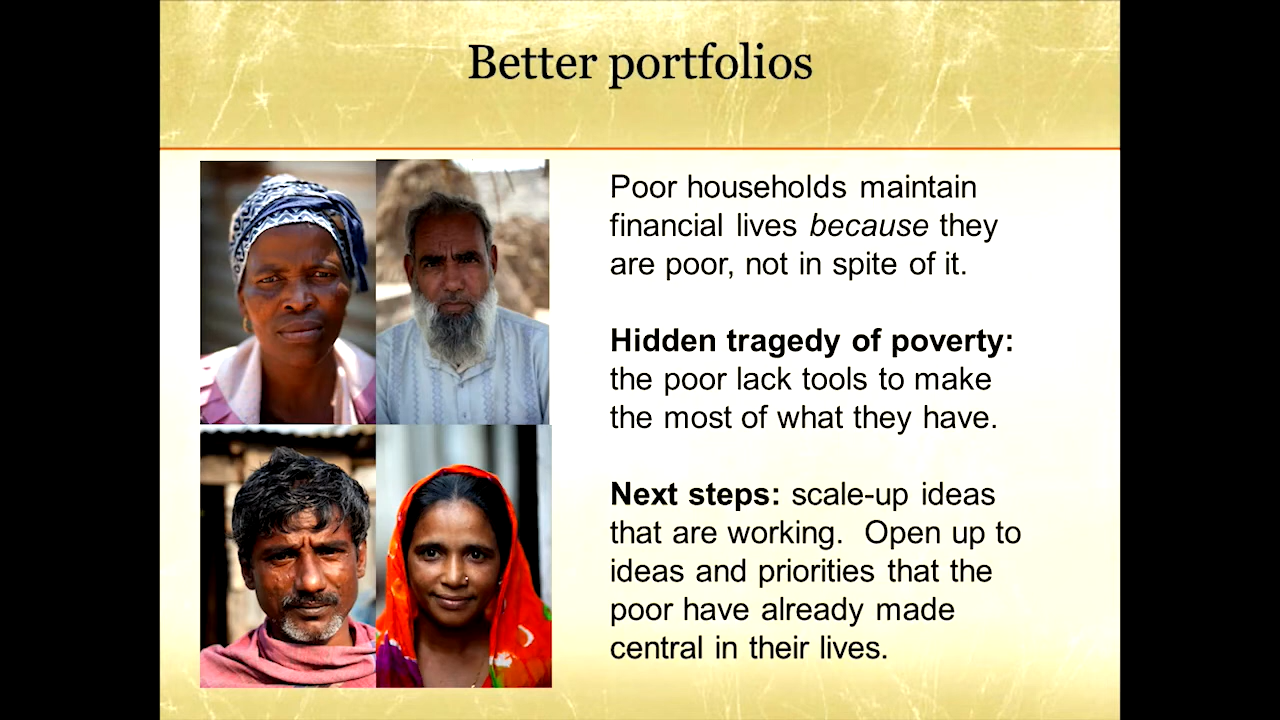 Better portfolios
Poor households maintain
financial lives because they
are poor, not in spite of it.
Hidden tragedy of poverty:
the poor lack tools to make
the most of what they have.
Next steps: scale-up ideas
that are working.  Open up to
ideas and priorities that the
poor have already made
central in their lives.